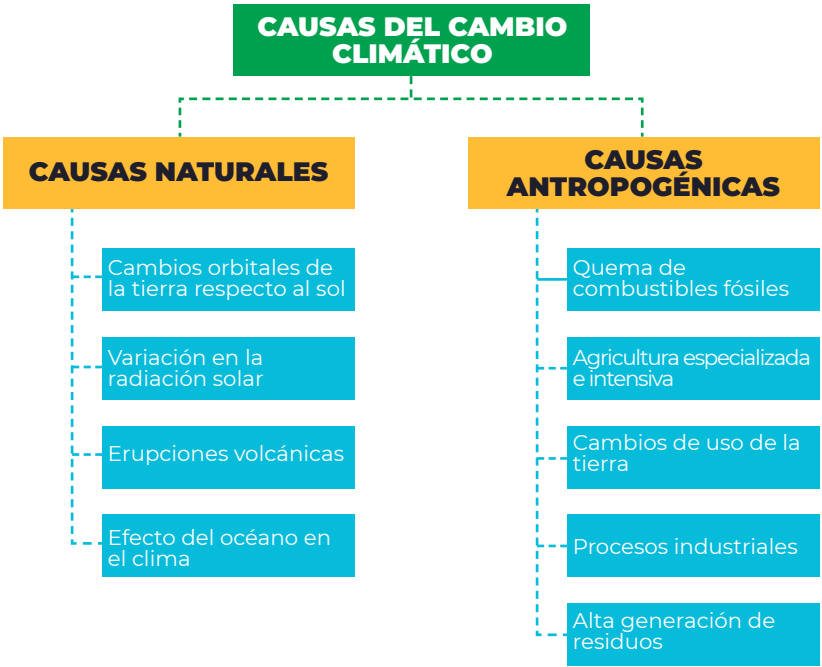 CAUSAS DEL CAMBIO
CLIMÁTICO
CAUSAS NATURALES
Cambios orbitales de
la tierra respecto al sol
Variación en la
radiación solar
Erupciones volcánicas
Efecto del océano en
el clima
CAUSAS
ANTROPOGÉNICAS
Quema de
combustibles fósiles
Agricultura especializada
e intensiva
Cambios de uso de la
tierra
Procesos industriales
Alta generación de
residuos